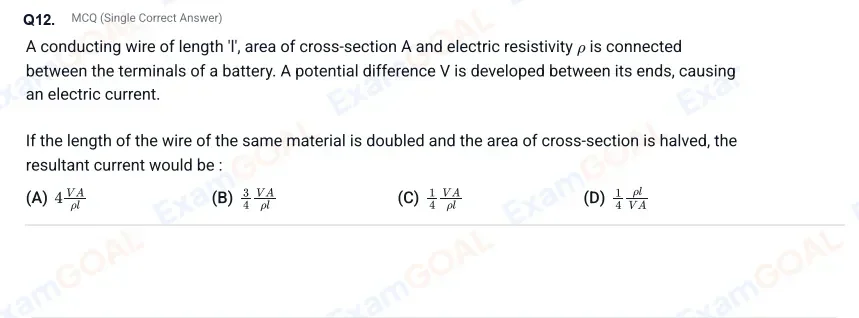 Q12. MCQ (Single Correct Answer)
A conducting wire of length 'l', area of cross-section A and electric resistivity ρ is connected
between the terminals of a battery. A potential difference V is developed between its ends, causing
an electric current.
If the length of the wire of the same material is doubled and the area of cross-section is halved, the
resultant current would be :
(A) 4 VA/ρl (B) 3/4 VA/ρl (C) 1/4 VA/ρl (D) 1/4 ρl/VA
ExamGOAL
ExamGOAL